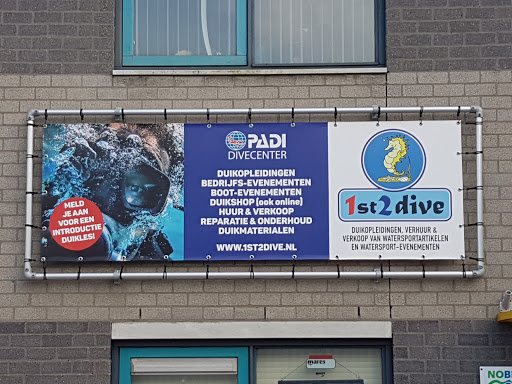 MELD
JE AAN
VOOR EEN
INTRODUCTIE
DUIKLES!
PADI
DIVECENTER
DUIKOPLEIDINGEN
BEDRIJFS-EVENEMENTEN
BOOT-EVENEMENTEN
DUIKSHOP (ook online)
HUUR & VERKOOP
REPARATIE & ONDERHOUD
DUIKMATERIALEN
WWW.1ST2DIVE.NL
1st2dive
DUIKOPLEIDINGEN, VERHUUR &
VERKOOP VAN WATERSPORTARTIKELEN
EN WATERSPORT-EVENEMENTEN
mares